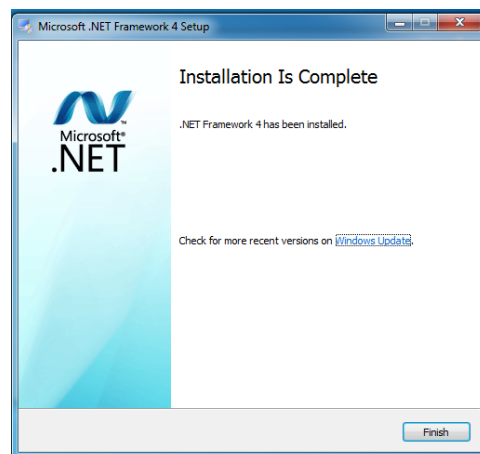 Microsoft .NET Framework 4 Setup
Installation Is Complete
.NET Framework 4 has been installed.
Microsoft®
.NET
Check for more recent versions on Windows Update.
Finish